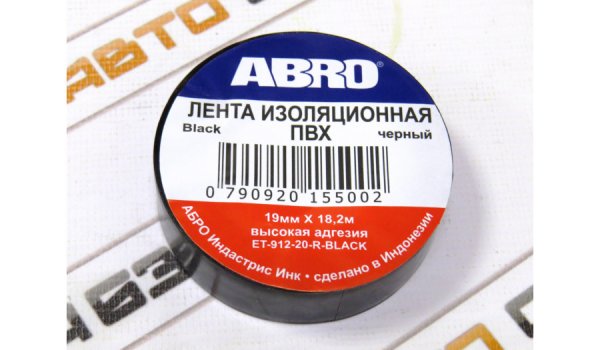 ABRO®
ЛЕНТА ИЗОЛЯЦИОННАЯ
Black ПВХ черный
0 790920 155002
19мм X 18,2м
высокая адгезия
ET-912-20-R-BLACK
АБРО Индастрис Инк • сделано в Индонезии
АВТО